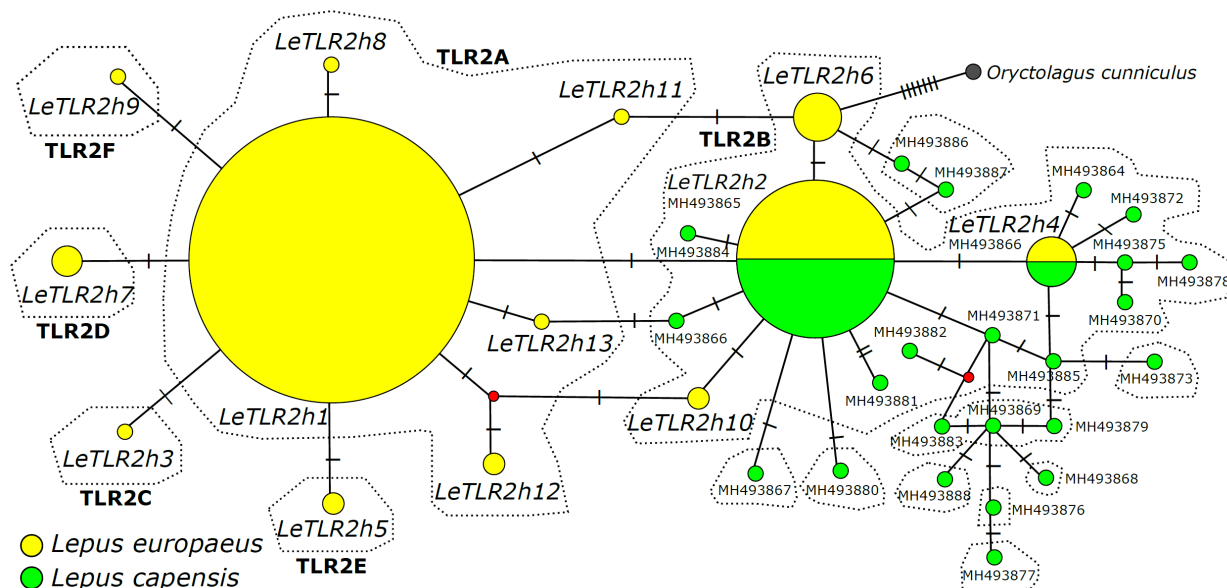 LeTLR2h8
TLR2A
LeTLR2h6
Oryctolagus cunniculus
LeTLR2h9
LeTLR2h11
TLR2F
TLR2B
MH493886
MH493887
MH493864
LeTLR2h2
MH493865
MH493872
LeTLR2h4
MH493866
MH493875
MH493884
MH493878
LeTLR2h7
TLR2D
MH493870
MH493871
LeTLR2h13
MH493866
MH493882
MH493885
MH493873
MH493881
LeTLR2h1
LeTLR2h10
MH493869
MH493883
MH493879
LeTLR2h3
TLR2C
LeTLR2h12
MH493867
MH493880
MH493888
MH493868
LeTLR2h5
MH493876
TLR2E
Lepus europaeus
MH493877
Lepus capensis